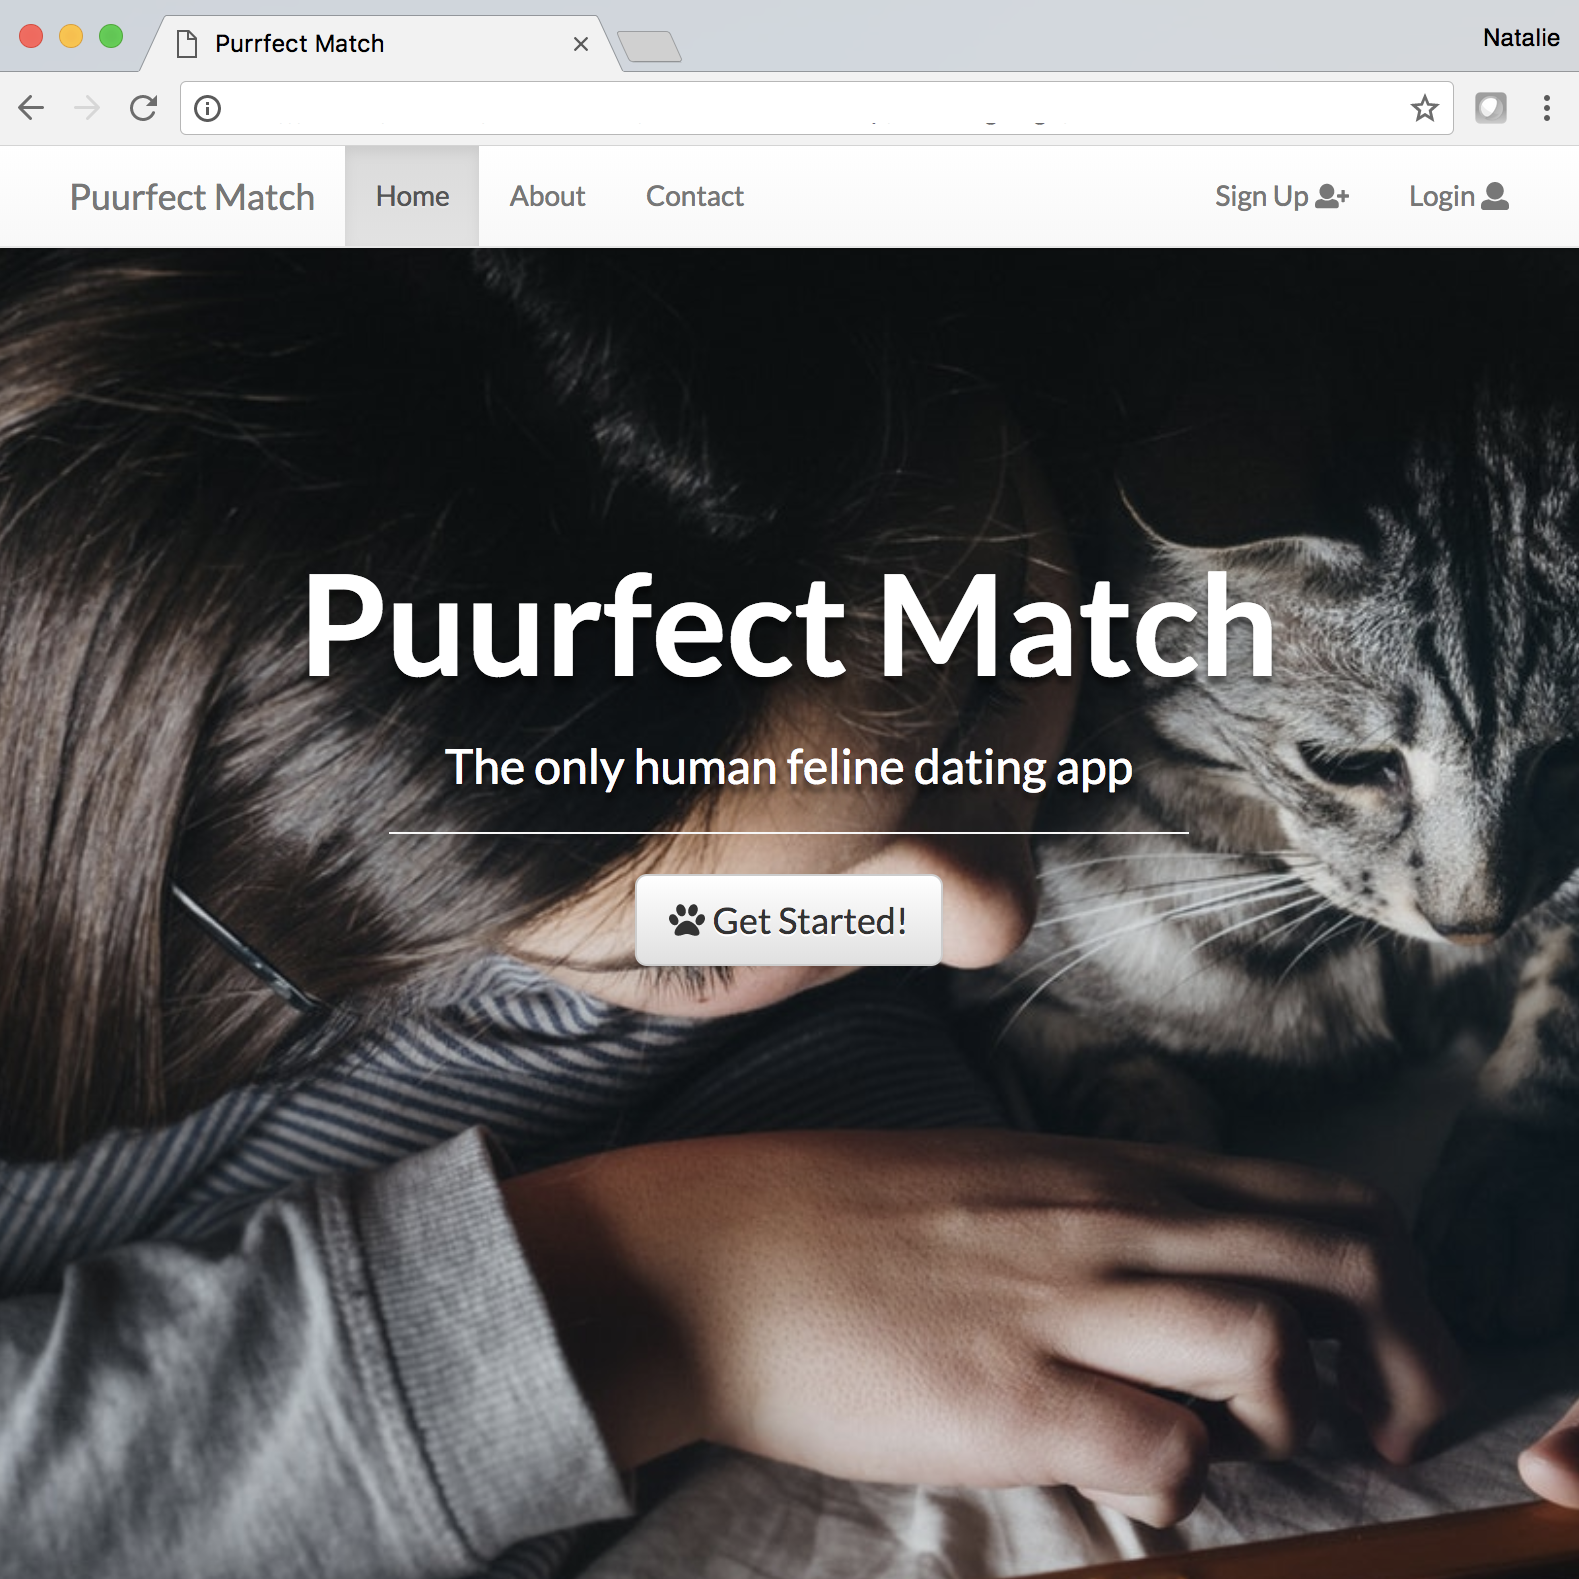 Purrfect Match
Natalie
Puurfect Match Home About Contact Sign Up Login
Puurfect Match
The only human feline dating app
Get Started!